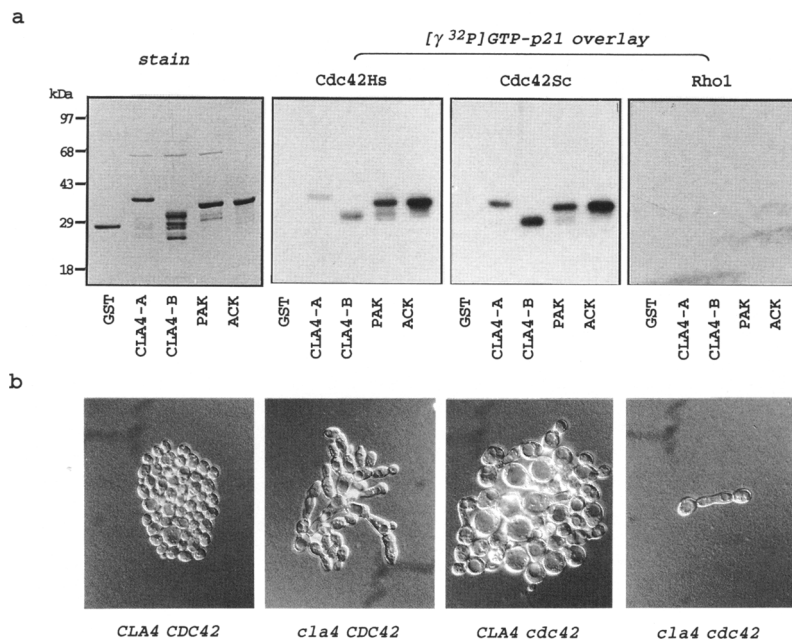 a
[γ 32P]GTP-p21 overlay
stain
Cdc42Hs
Cdc42Sc
Rho1
kDa
97
68
43
29
18
GST
CLA4-A
CLA4-B
PAK
ACK
GST
CLA4-A
CLA4-B
PAK
ACK
GST
CLA4-A
CLA4-B
PAK
ACK
GST
CLA4-A
CLA4-B
PAK
ACK
b
CLA4 CDC42
cla4 CDC42
CLA4 cdc42
cla4 cdc42